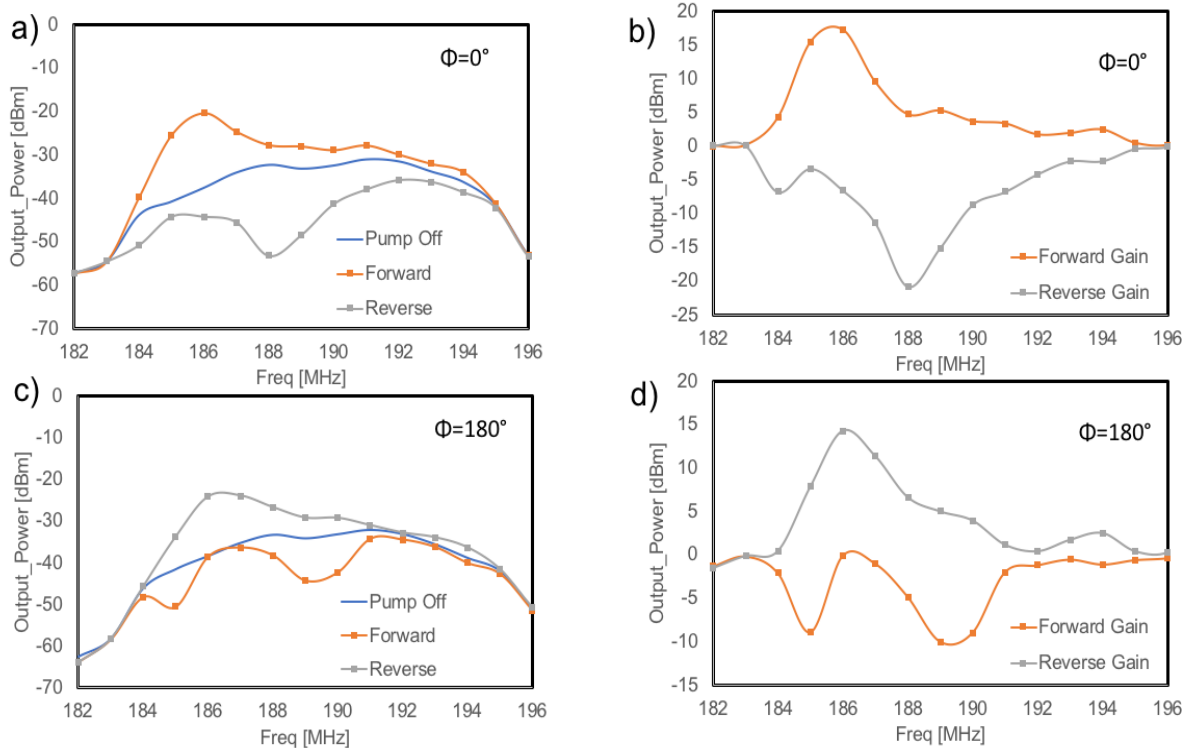 a)
Φ=0°
Output_Power [dBm]
0
-10
-20
-30
-40
-50
-60
-70
Pump Off
Forward
Reverse
182 184 186 188 190 192 194 196
Freq [MHz]
b)
Φ=0°
Output_Power [dBm]
20
15
10
5
0
-5
-10
-15
-20
-25
Forward Gain
Reverse Gain
182 184 186 188 190 192 194 196
Freq [MHz]
c)
Φ=180°
Output_Power [dBm]
0
-10
-20
-30
-40
-50
-60
-70
Pump Off
Forward
Reverse
182 184 186 188 190 192 194 196
Freq [MHz]
d)
Φ=180°
Output_Power [dBm]
20
15
10
5
0
-5
-10
-15
Forward Gain
Reverse Gain
182 184 186 188 190 192 194 196
Freq [MHz]